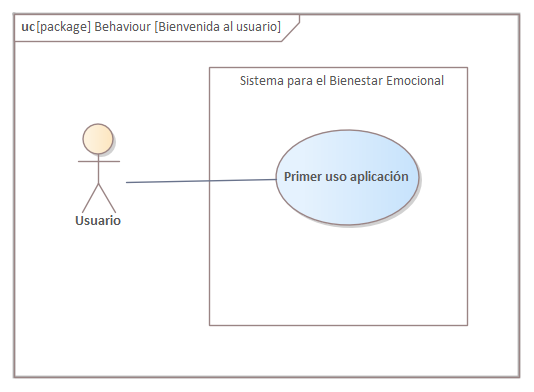 uc [package] Behaviour [Bienvenida al usuario]
Sistema para el Bienestar Emocional
Primer uso aplicación
Usuario